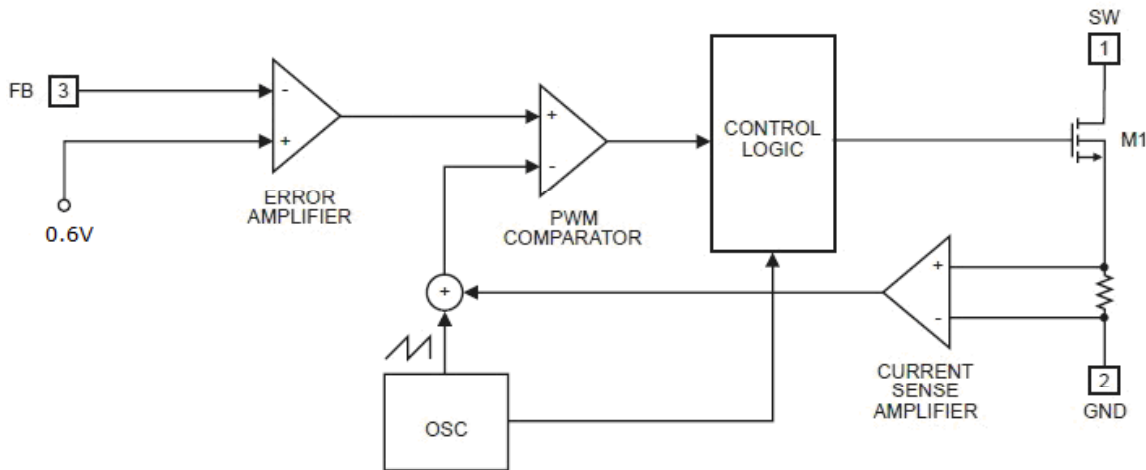 SW
1
FB
3
-
+
ERROR
AMPLIFIER
0.6V
+
-
PWM
COMPARATOR
CONTROL
LOGIC
M1
+
+
-
CURRENT
SENSE
AMPLIFIER
2
GND
OSC